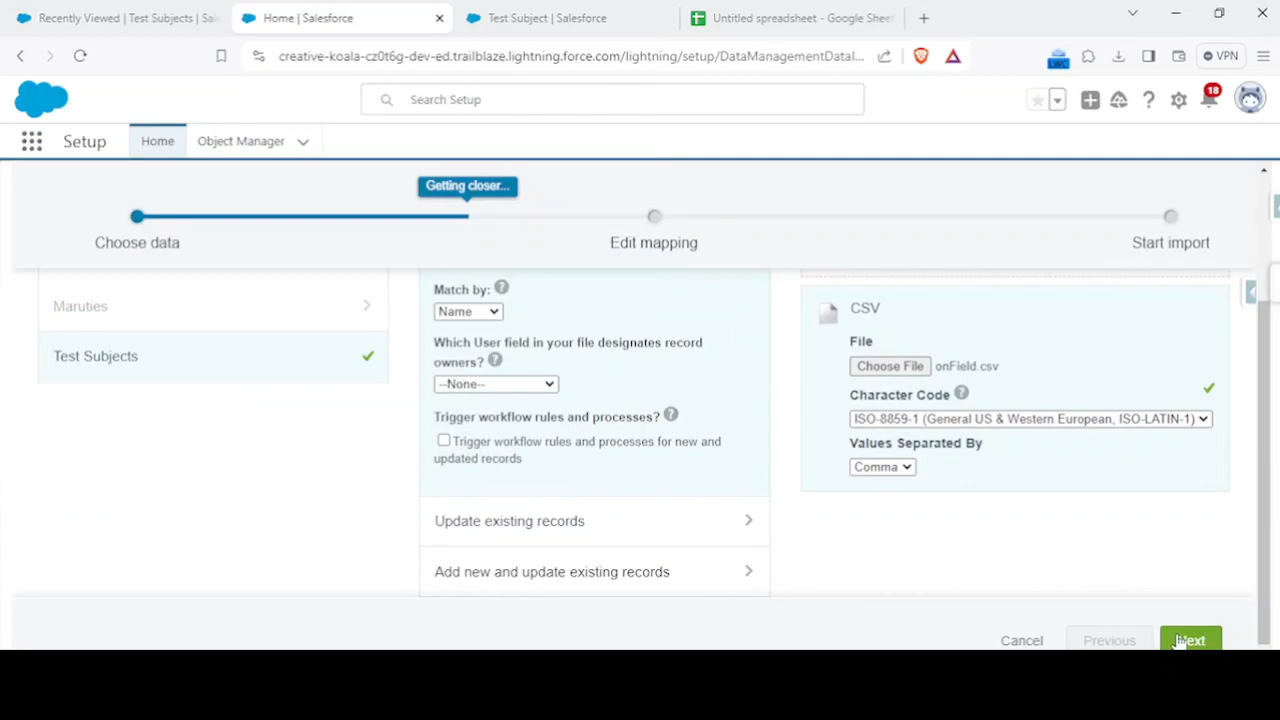 Recently Viewed | Test Subjects | Sal
Home | Salesforce
Test Subject | Salesforce
Untitled spreadsheet - Google Shee
creative-koala-cz0t6g-dev-ed.trailblaze.lightning.force.com/lightning/setup/DataManagementDataI...
LWC
VPN
Search Setup
18
Setup
Home
Object Manager
Getting closer...
Choose data
Edit mapping
Start import
Maruties
Test Subjects
Match by:
Name
Which User field in your file designates record
owners?
--None--
Trigger workflow rules and processes?
Trigger workflow rules and processes for new and
updated records
Update existing records
Add new and update existing records
CSV
File
Choose File onField.csv
Character Code
ISO-8859-1 (General US & Western European, ISO-LATIN-1)
Values Separated By
Comma
Cancel
Previous
Next